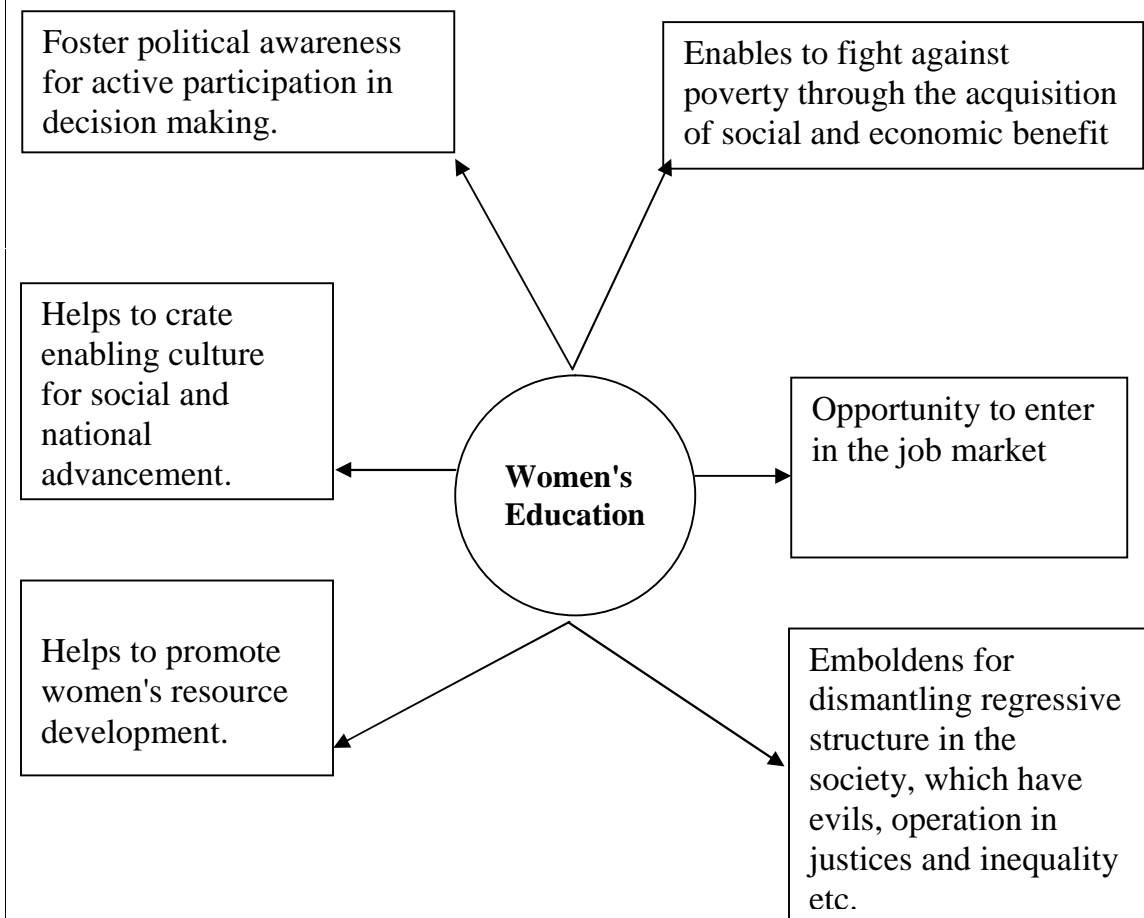 Foster political awareness
for active participation in
decision making.
Enables to fight against
poverty through the acquisition
of social and economic benefit
Helps to crate
enabling culture
for social and
national
advancement.
Women's
Education
Opportunity to enter
in the job market
Helps to promote
women's resource
development.
Emboldens for
dismantling regressive
structure in the
society, which have
evils, operation in
justices and inequality
etc.